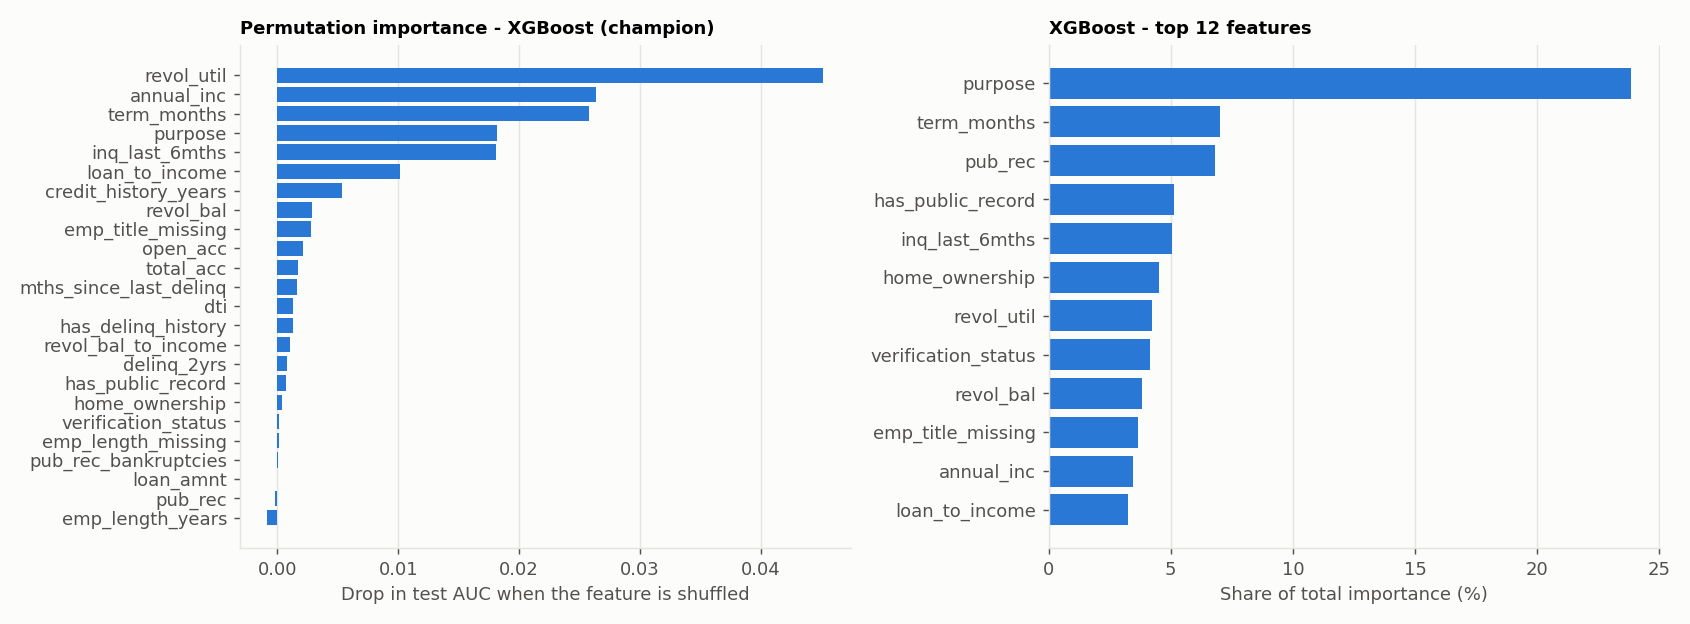 Permutation importance - XGBoost (champion)
revol_util
annual_inc
term_months
purpose
inq_last_6mths
loan_to_income
credit_history_years
revol_bal
emp_title_missing
open_acc
total_acc
mths_since_last_delinq
dti
has_delinq_history
revol_bal_to_income
delinq_2yrs
has_public_record
home_ownership
verification_status
emp_length_missing
pub_rec_bankruptcies
loan_amnt
pub_rec
emp_length_years
0.00 0.01 0.02 0.03 0.04
Drop in test AUC when the feature is shuffled
XGBoost - top 12 features
purpose
term_months
pub_rec
has_public_record
inq_last_6mths
home_ownership
revol_util
verification_status
revol_bal
emp_title_missing
annual_inc
loan_to_income
0 5 10 15 20 25
Share of total importance (%)